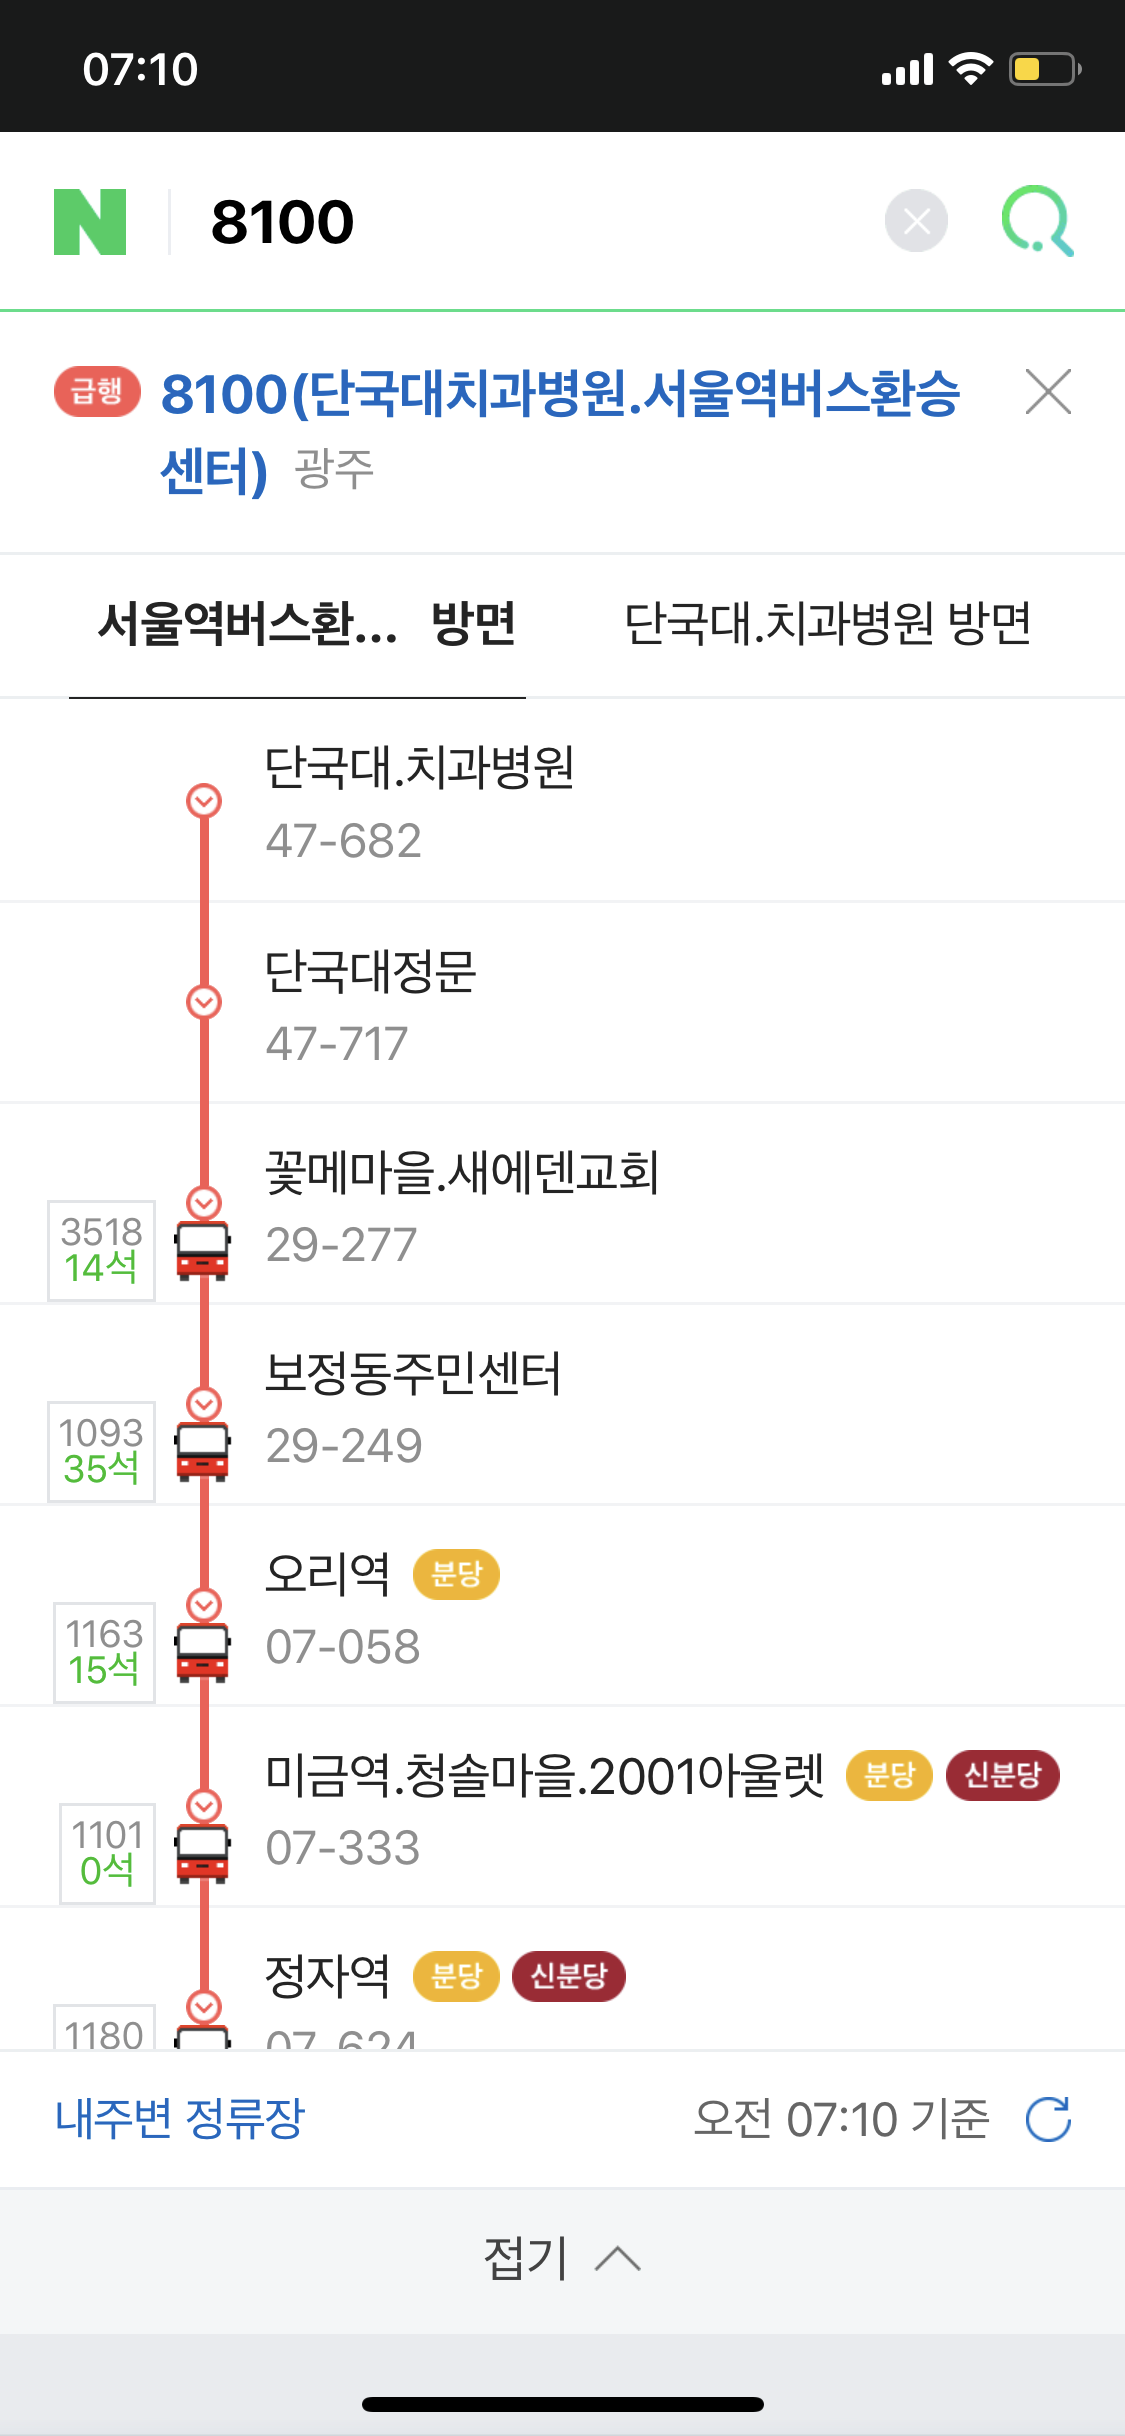 07:10
N 8100
급행 8100(단국대치과병원.서울역버스환승
센터) 광주
서울역버스환... 방면 단국대.치과병원 방면
단국대.치과병원
47-682
단국대정문
47-717
꽃메마을.새에덴교회
29-277
3518
14석
보정동주민센터
29-249
1093
35석
오리역 분당
07-058
1163
15석
미금역.청솔마을.2001아울렛 분당 신분당
07-333
1101
0석
정자역 분당 신분당
07-624
1180
내주변 정류장 오전 07:10 기준
접기